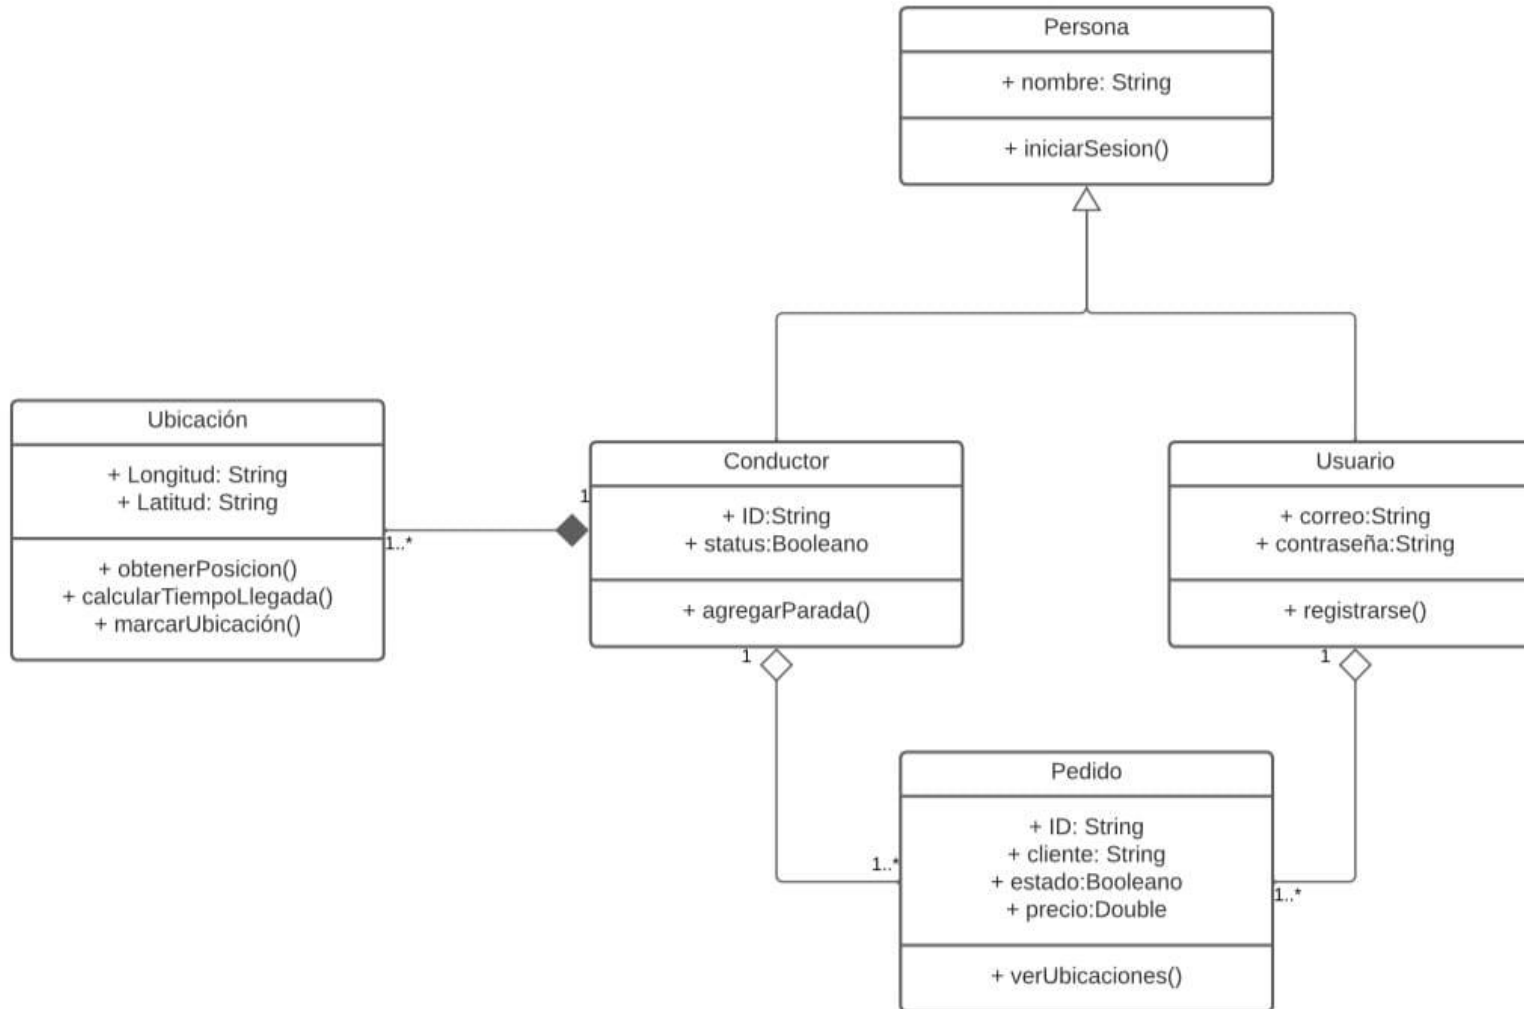 Persona
+ nombre: String
+ iniciarSesion()
Ubicación
+ Longitud: String
+ Latitud: String
+ obtenerPosicion()
+ calcularTiempoLlegada()
+ marcarUbicación()
1..*
1
Conductor
+ ID:String
+ status:Booleano
+ agregarParada()
1
Usuario
+ correo:String
+ contraseña:String
+ registrarse()
1
Pedido
+ ID: String
+ cliente: String
+ estado:Booleano
+ precio:Double
+ verUbicaciones()
1..*
1..*